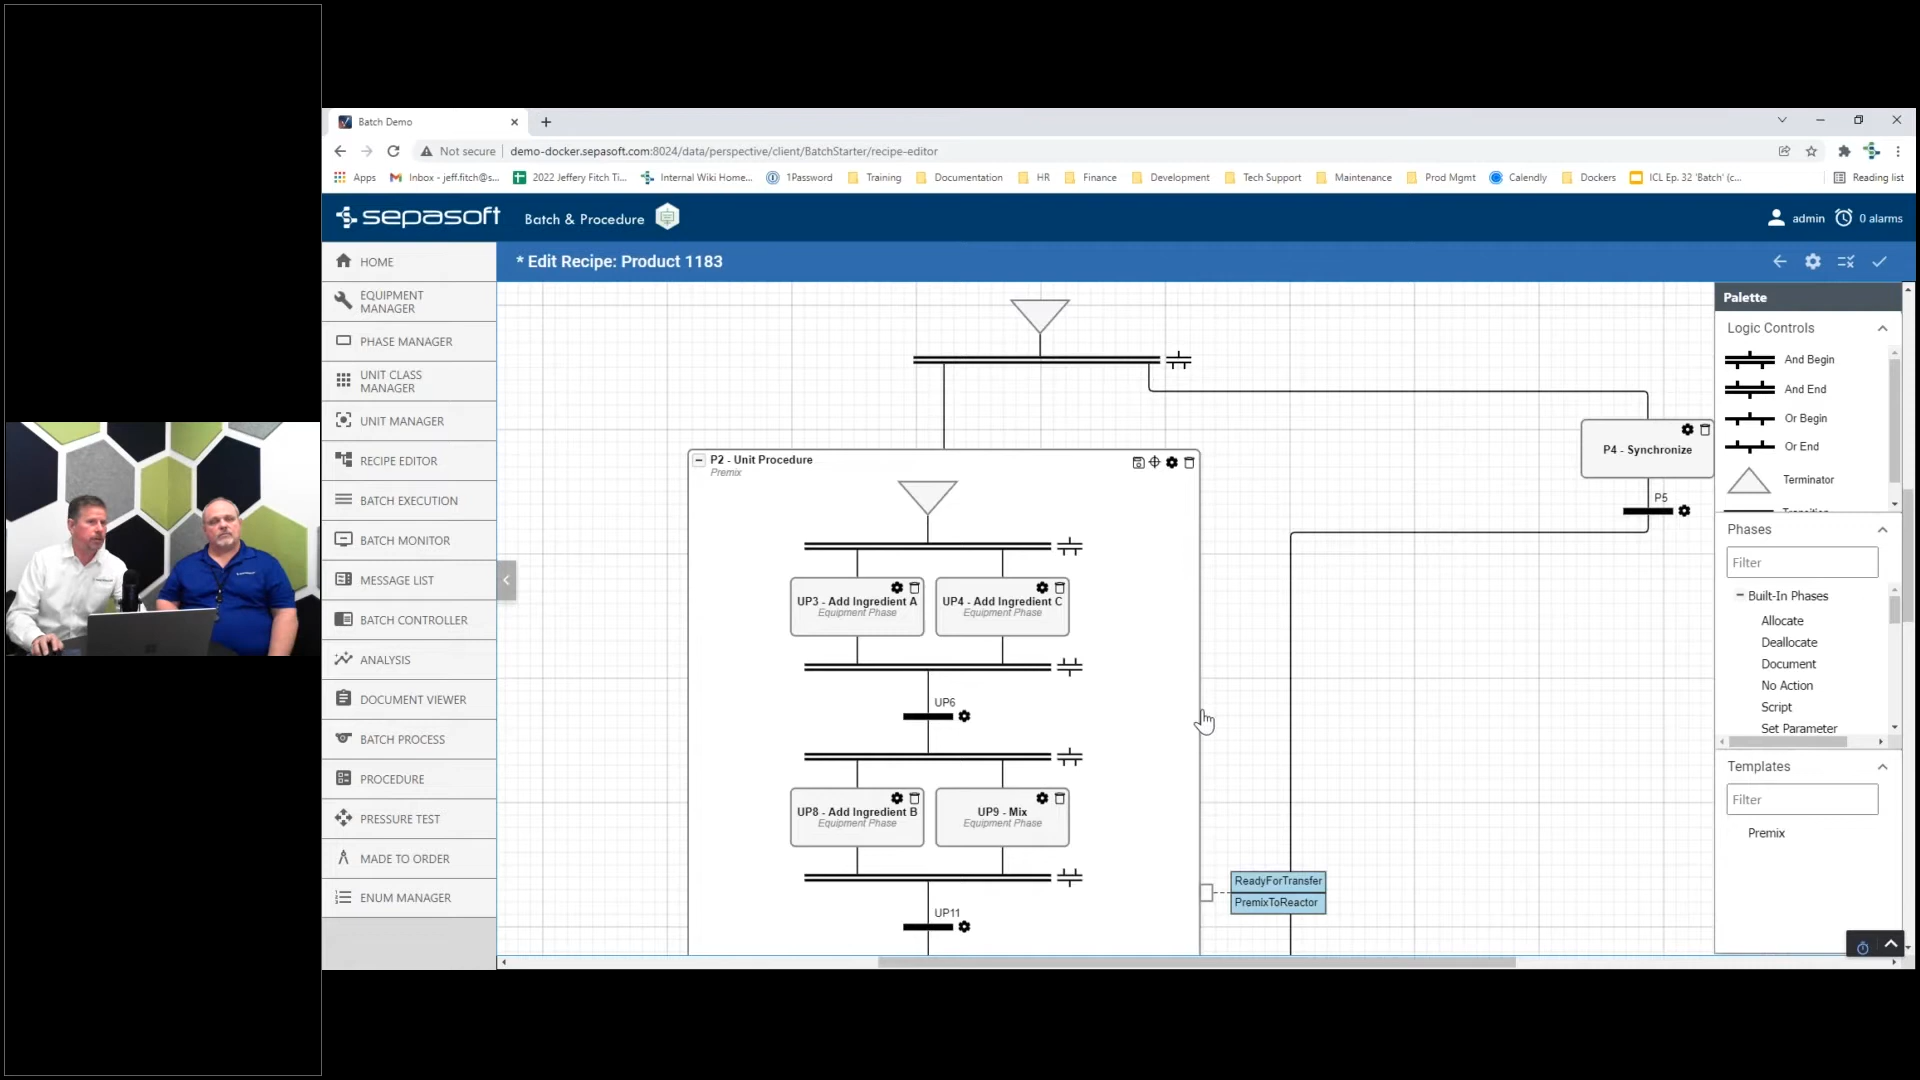 Batch Demo
Not secure
demo-docker.sepasoft.com:8024/data/perspective/client/BatchStarter/recipe-editor
Apps
Inbox - jeff.fitch@s...
2022 Jeffery Fitch Ti...
Internal Wiki Home...
1Password
Training
Documentation
HR
Finance
Development
Tech Support
Maintenance
Prod Mgmt
Calendly
Dockers
ICL Ep. 32 'Batch' (c...
Reading list
sepasoft
Batch & Procedure
admin
0 alarms
HOME
EQUIPMENT
MANAGER
PHASE MANAGER
UNIT CLASS
MANAGER
UNIT MANAGER
RECIPE EDITOR
BATCH EXECUTION
BATCH MONITOR
MESSAGE LIST
BATCH CONTROLLER
ANALYSIS
DOCUMENT VIEWER
BATCH PROCESS
PROCEDURE
PRESSURE TEST
MADE TO ORDER
ENUM MANAGER
* Edit Recipe: Product 1183
P2 - Unit Procedure
Premix
UP3 - Add Ingredient A
Equipment Phase
UP4 - Add Ingredient C
Equipment Phase
UP6
UP8 - Add Ingredient B
Equipment Phase
UP9 - Mix
Equipment Phase
UP11
P4 - Synchronize
P5
ReadyForTransfer
PremixToReactor
Palette
Logic Controls
And Begin
And End
Or Begin
Or End
Terminator
Phases
Filter
Built-In Phases
Allocate
Deallocate
Document
No Action
Script
Set Parameter
Templates
Filter
Premix